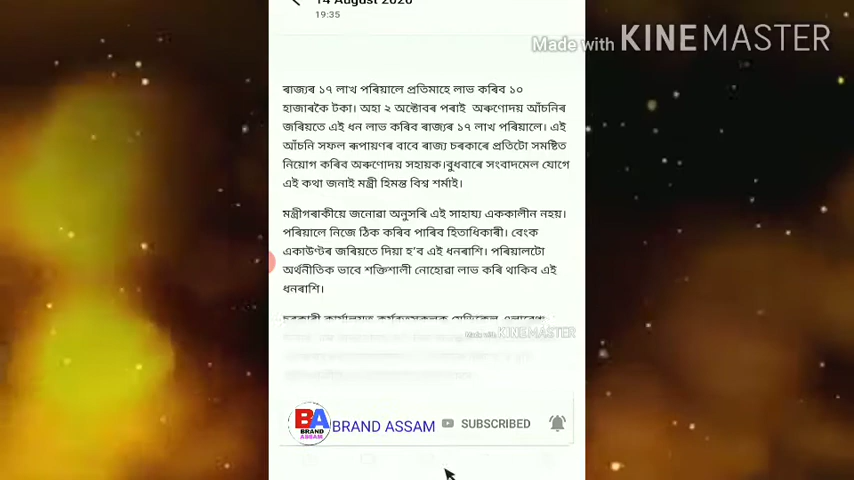 14 August 2020
19:35
Made with KINEMASTER
ৰাজ্যৰ ১৭ লাখ পৰিয়ালে প্ৰতিমাহে লাভ কৰিব ১০
হাজাৰকৈ টকা। অহা ২ অক্টোবৰ পৰাই অৰুণোদয় আঁচনিৰ
জৰিয়তে এই ধন লাভ কৰিব ৰাজ্যৰ ১৭ লাখ পৰিয়ালে। এই
আঁচনি সফল ৰূপায়ণৰ বাবে ৰাজ্য চৰকাৰে প্ৰতিটো সমষ্টিত
নিয়োগ কৰিব অৰুণোদয় সহায়ক।বুধবাৰে সংবাদমেল যোগে
এই কথা জনাই মন্ত্ৰী হিমন্ত বিশ্ব শৰ্মাই।
মন্ত্ৰীগৰাকীয়ে জনোৱা অনুসৰি এই সাহায্য এককালীন নহয়।
পৰিয়ালে নিজে ঠিক কৰিব পাৰিব হিতাধিকাৰী। বেংক
একাউণ্টৰ জৰিয়তে দিয়া হ'ব এই ধনৰাশি। পৰিয়ালটো
অৰ্থনীতিক ভাবে শক্তিশালী নোহোৱা লাভ কৰি থাকিব এই
ধনৰাশি।
Made with KINEMASTER
BA
BRAND
ASSAM
BRAND ASSAM
SUBSCRIBED